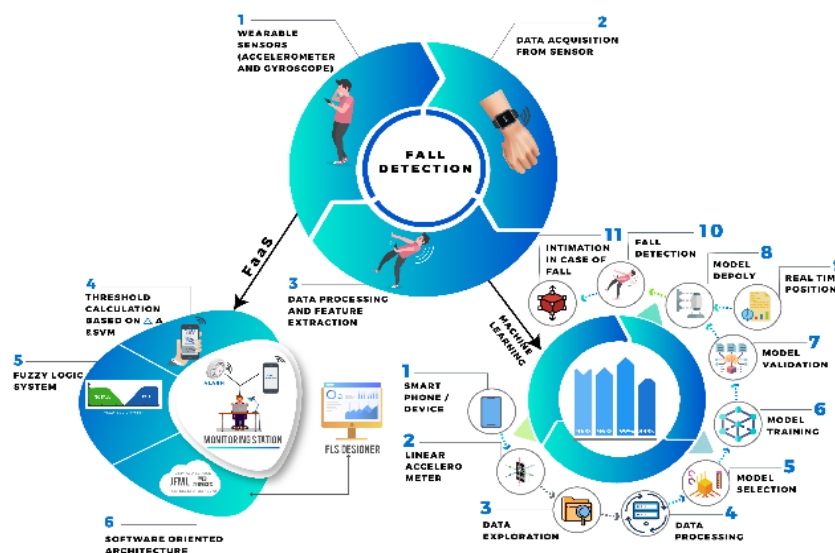 1
WEARABLE
SENSORS
(ACCELEROMETER
AND GYROSCOPE)
2
DATA ACQUISITION
FROM SENSOR
FALL
DETECTION
3
DATA PROCESSING
AND FEATURE
EXTRACTION
FaaS
MACHINE
LEARNING
4
THRESHOLD
CALCULATION
BASED ON △ A
&SVM
5
FUZZY LOGIC
SYSTEM
ALARM
MONITORING STATION
FLS DESIGNER
JFML
6
SOFTWARE ORIENTED
ARCHITECTURE
11
INTIMATION
IN CASE OF
FALL
10
FALL
DETECTION
8
MODEL
DEPOLY
9
REAL TIM
POSITION
7
MODEL
VALIDATION
6
MODEL
TRAINING
5
MODEL
SELECTION
4
DATA
PROCESSING
3
DATA
EXPLORATION
2
LINEAR
ACCELERO
METER
1
SMART
PHONE /
DEVICE